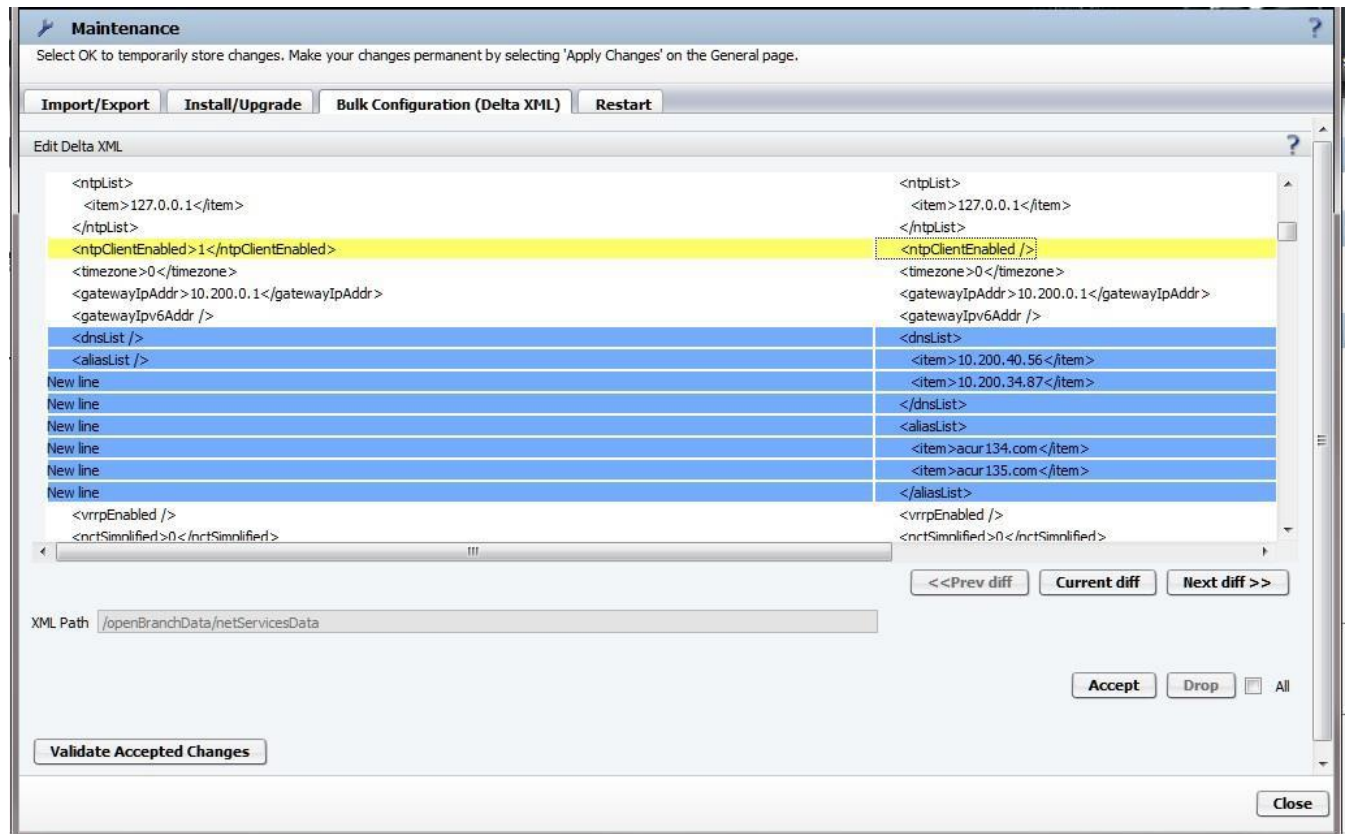 Maintenance
?
Select OK to temporarily store changes. Make your changes permanent by selecting 'Apply Changes' on the General page.
Import/Export Install/Upgrade Bulk Configuration (Delta XML) Restart
Edit Delta XML ?
<ntpList> <ntpList>
<item>127.0.0.1</item> <item>127.0.0.1</item>
</ntpList> </ntpList>
<ntpClientEnabled>1</ntpClientEnabled> <ntpClientEnabled />
<timezone>0</timezone> <timezone>0</timezone>
<gatewayIpAddr>10.200.0.1</gatewayIpAddr> <gatewayIpAddr>10.200.0.1</gatewayIpAddr>
<gatewayIpv6Addr /> <gatewayIpv6Addr />
<dnsList /> <dnsList>
<aliasList /> <item>10.200.40.56</item>
New line <item>10.200.34.87</item>
New line </dnsList>
New line <aliasList>
New line <item>acur134.com</item>
New line <item>acur135.com</item>
New line </aliasList>
<vrrpEnabled /> <vrrpEnabled />
<nctSimplified>0</nctSimplified> <nctSimplified>0</nctSimplified>
<<Prev diff Current diff Next diff >>
XML Path /openBranchData/netServicesData
Accept Drop All
Validate Accepted Changes
Close